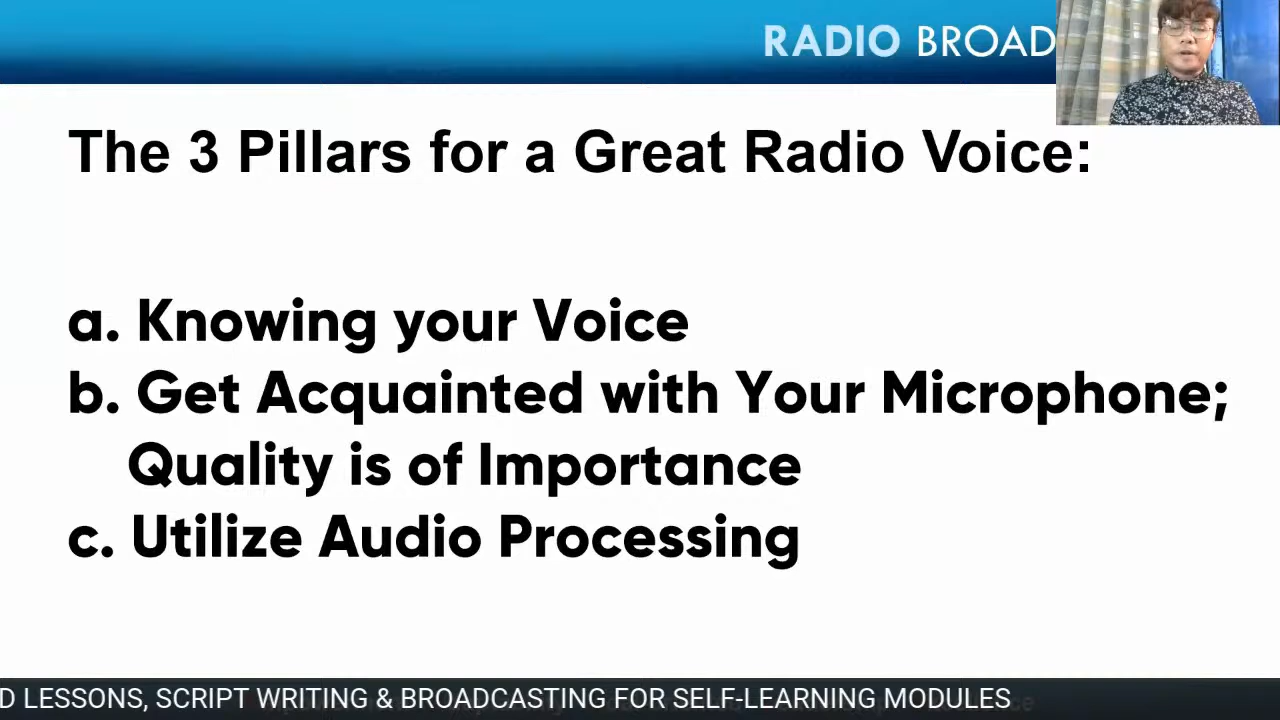 RADIO BROAD
The 3 Pillars for a Great Radio Voice:
a. Knowing your Voice
b. Get Acquainted with Your Microphone;
Quality is of Importance
c. Utilize Audio Processing
D LESSONS, SCRIPT WRITING & BROADCASTING FOR SELF-LEARNING MODULES